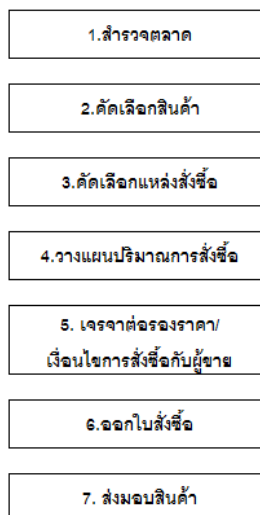 1.สำรวจตลาด
2.คัดเลือกสินค้า
3.คัดเลือกแหล่งสั่งซื้อ
4.วางแผนปริมาณการสั่งซื้อ
5. เจรจาต่อรองราคา/
เงื่อนไขการสั่งซื้อกับผู้ขาย
6.ออกใบสั่งซื้อ
7. ส่งมอบสินค้า